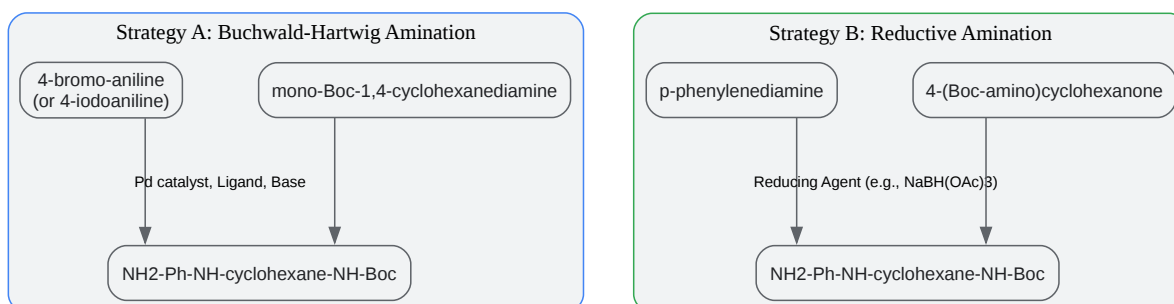 Strategy A: Buchwald-Hartwig Amination
4-bromo-aniline
(or 4-iodoaniline)
mono-Boc-1,4-cyclohexanediamine
Pd catalyst, Ligand, Base
NH2-Ph-NH-cyclohexane-NH-Boc
Strategy B: Reductive Amination
p-phenylenediamine
4-(Boc-amino)cyclohexanone
Reducing Agent (e.g., NaBH(OAc)3)
NH2-Ph-NH-cyclohexane-NH-Boc